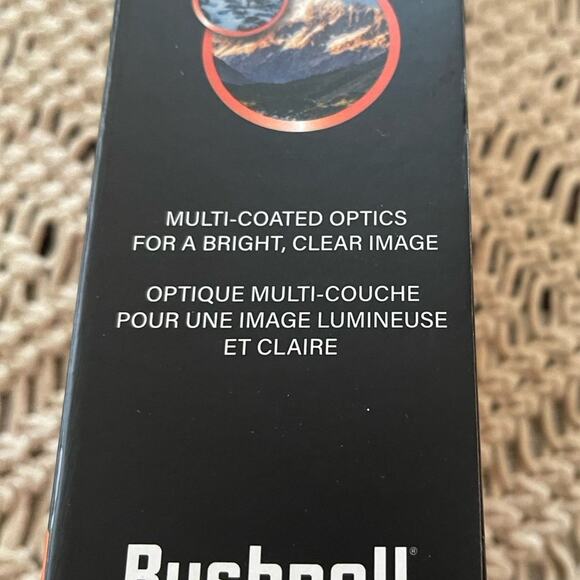 MULTI-COATED OPTICS
FOR A BRIGHT, CLEAR IMAGE
OPTIQUE MULTI-COUCHE
POUR UNE IMAGE LUMINEUSE
ET CLAIRE
Bushnell®